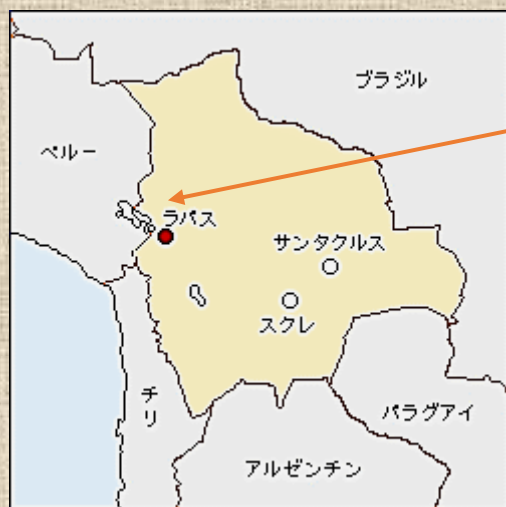 ブラジル
ペルー
ラパス
サンタクルス
スクレ
チリ
パラグアイ
アルゼンチン